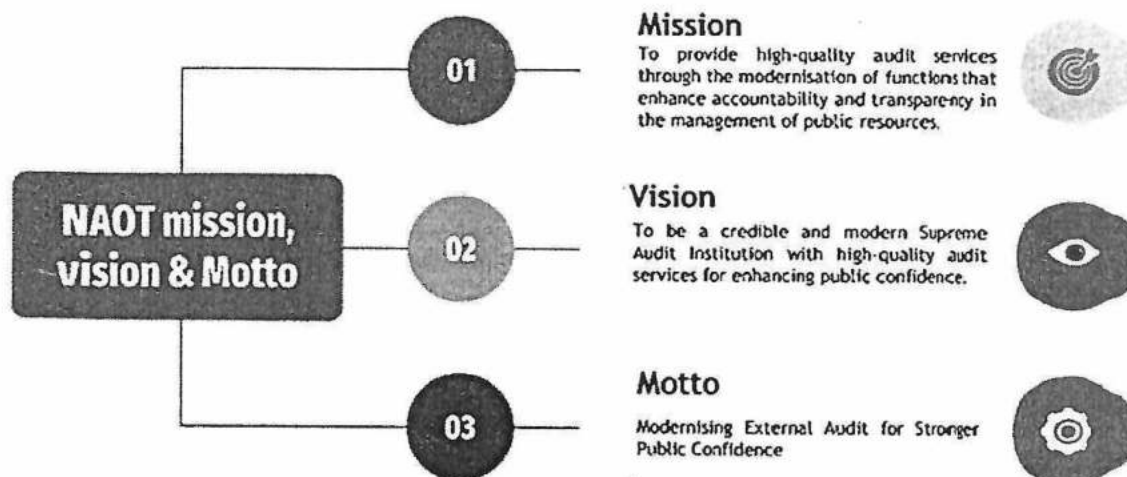 NAOT mission,
vision & Motto
01
Mission
To provide high-quality audit services
through the modernisation of functions that
enhance accountability and transparency in
the management of public resources.
02
Vision
To be a credible and modern Supreme
Audit Institution with high-quality audit
services for enhancing public confidence.
03
Motto
Modernising External Audit for Stronger
Public Confidence